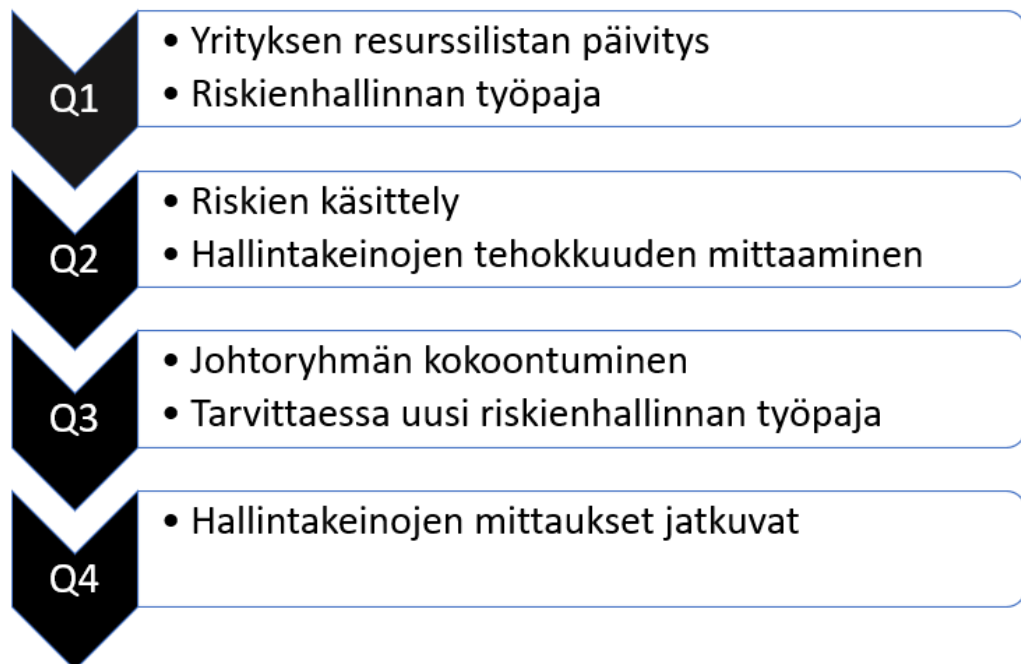 Q1
• Yrityksen resurssilistan päivitys
• Riskienhallinnan työpaja
Q2
• Riskien käsittely
• Hallintakeinojen tehokkuuden mittaaminen
Q3
• Johtoryhmän kokoontuminen
• Tarvittaessa uusi riskienhallinnan työpaja
Q4
• Hallintakeinojen mittaukset jatkuvat